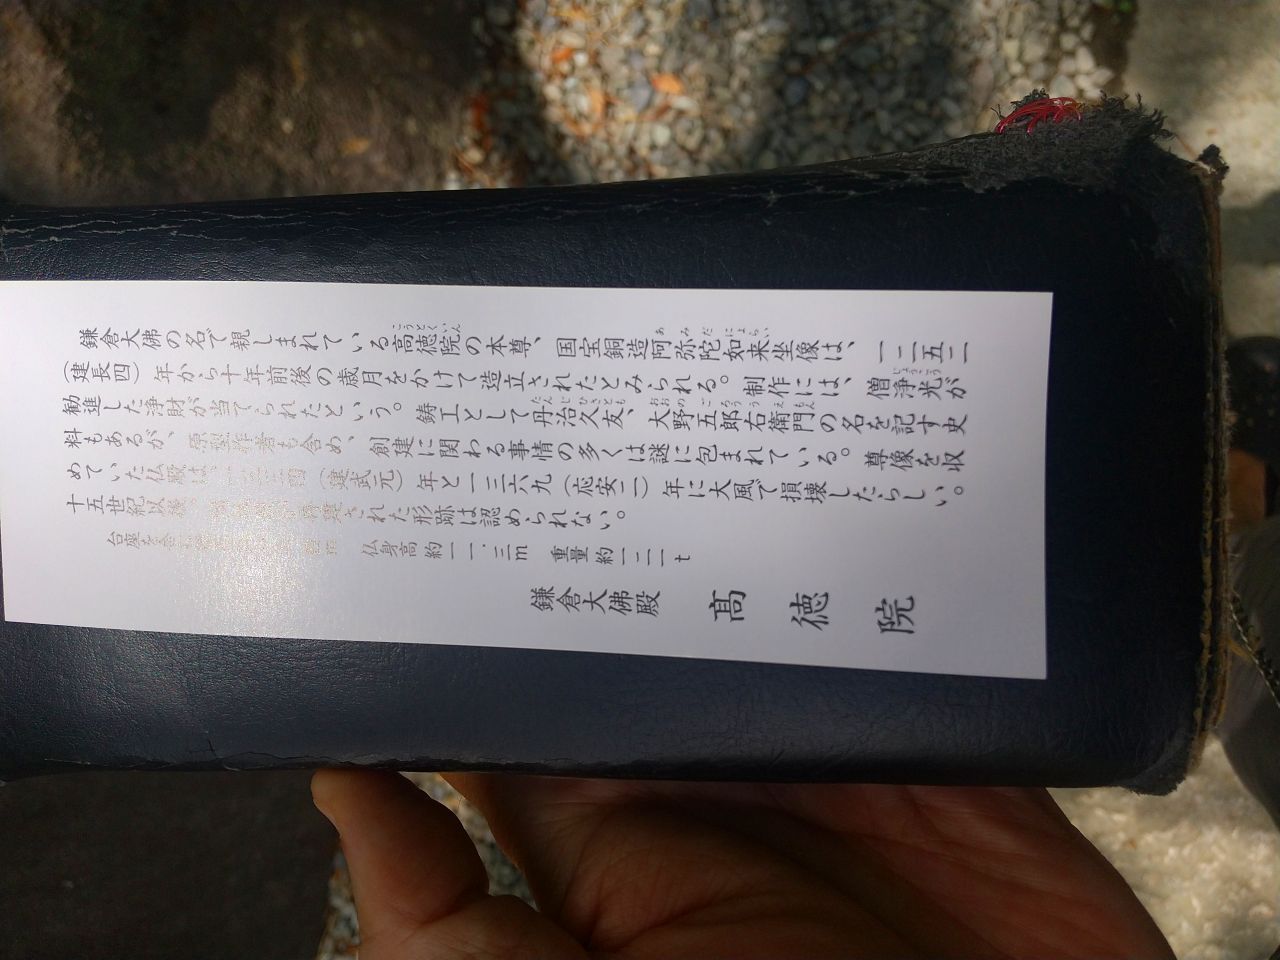 鎌倉大佛の名で親しまれている高徳院の本尊、国宝銅造阿弥陀如来坐像は、一二五二
（建長四）年から十年前後の歳月をかけて造立されたとみられる。制作には、僧浄光が
勧進した浄財が当てられたという。鋳工として丹治久友、大野五郎右衛門の名を記す史
料もあるが、原型作者も含め、創建に関わる事情の多くは謎に包まれている。尊像を収
めていた仏殿は（建武元）年と一三六九（応安二）年に大風で損壊したらしい。
十五世紀以後、された形跡は認められない。
台座を 仏身高約一一.三m 重量約一二一t
鎌倉大佛殿 髙徳院